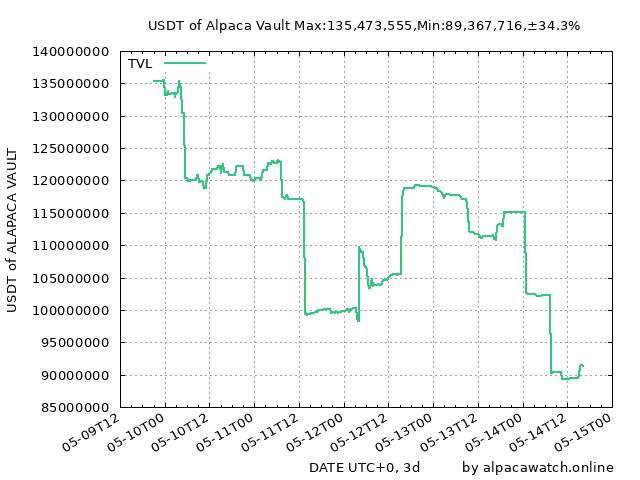 USDT of Alpaca Vault Max:135,473,555,Min:89,367,716,±34.3%
TVL
140000000
135000000
130000000
125000000
120000000
115000000
110000000
105000000
100000000
95000000
90000000
85000000
USDT of ALAPACA VAULT
05-09T12
05-10T00
05-10T12
05-11T00
05-11T12
05-12T00
05-12T12
05-13T00
05-13T12
05-14T00
05-14T12
05-15T00
DATE UTC+0, 3d
by alpacawatch.online